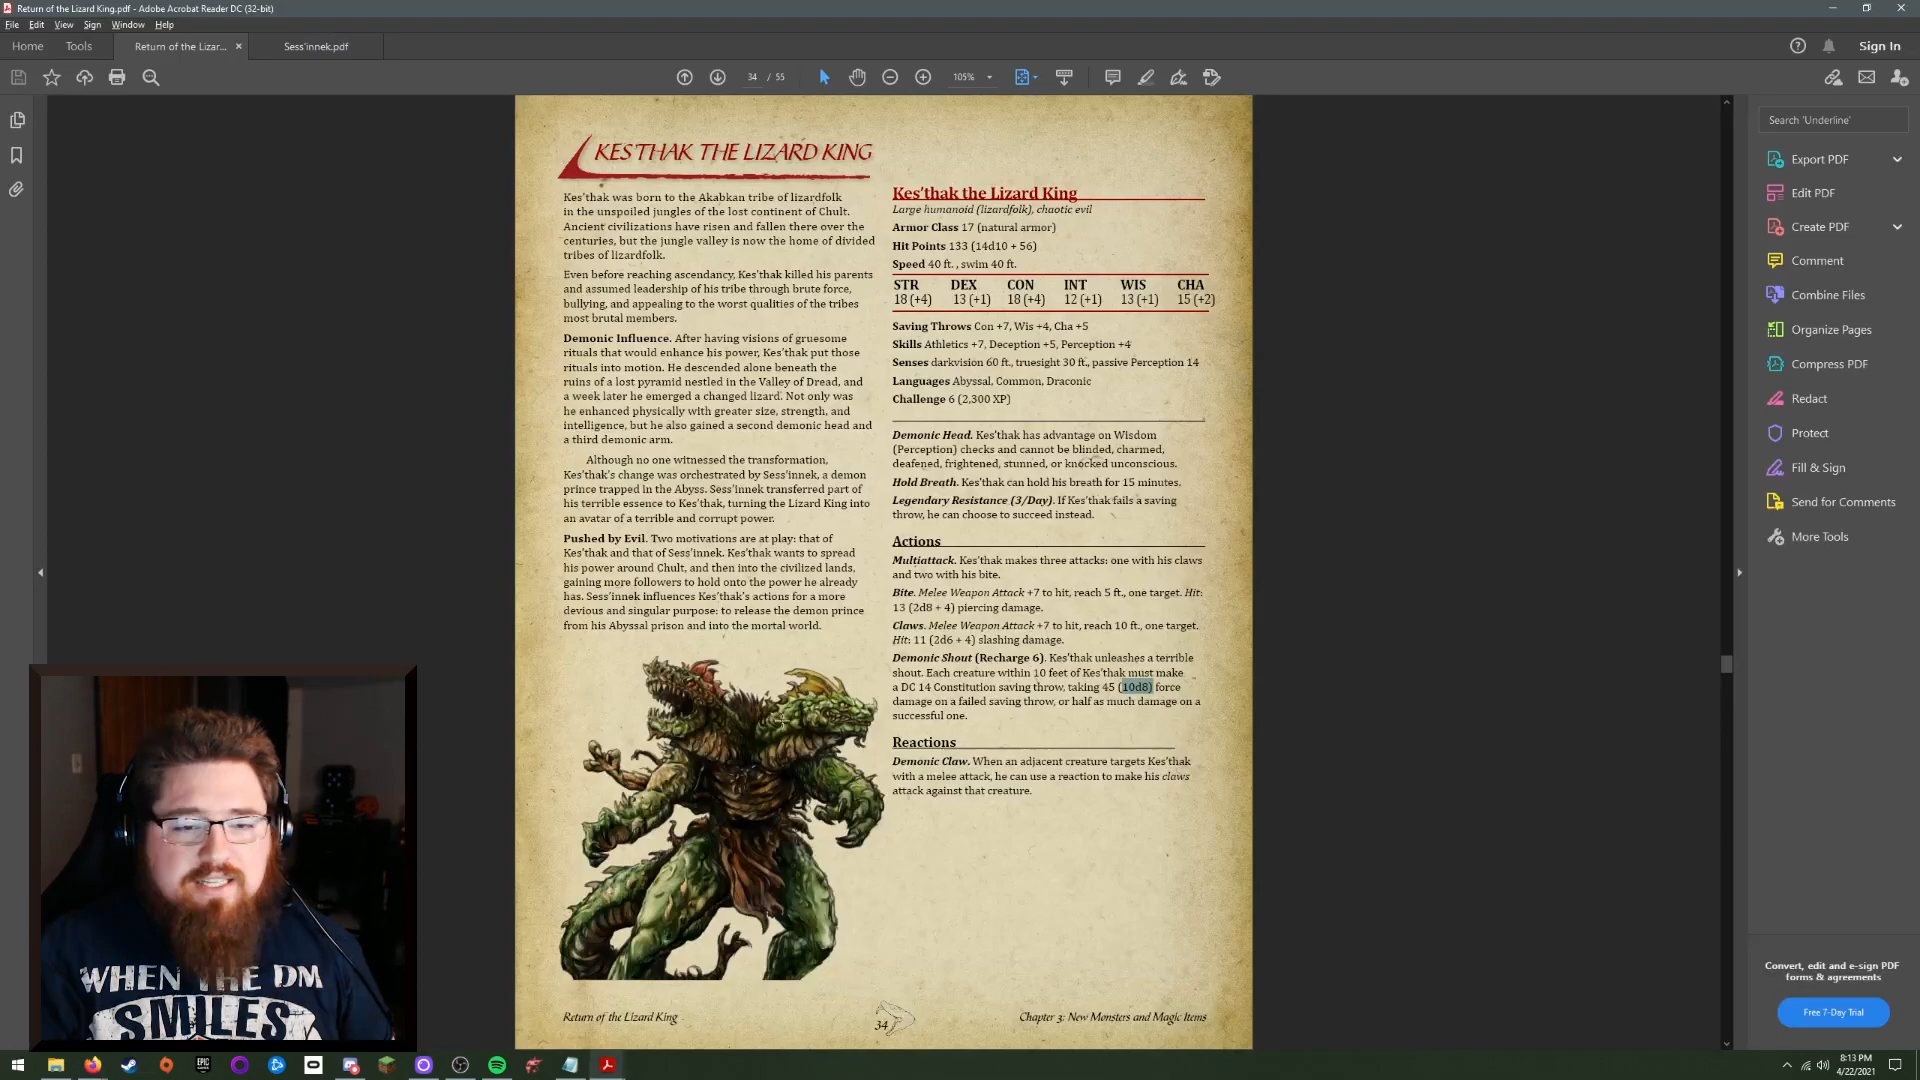 Return of the Lizard King.pdf - Adobe Acrobat Reader DC (32-bit)
File Edit View Sign Window Help
Home Tools Return of the Lizar... × Sess'innek.pdf Sign In
34 / 55 105%
KES'THAK THE LIZARD KING
Kes'thak was born to the Akabkan tribe of lizardfolk
in the unspoiled jungles of the lost continent of Chult.
Ancient civilizations have risen and fallen there over the
centuries, but the jungle valley is now the home of divided
tribes of lizardfolk.
Even before reaching ascendancy, Kes'thak killed his parents
and assumed leadership of his tribe through brute force,
bullying, and appealing to the worst qualities of the tribes
most brutal members.
Demonic Influence. After having visions of gruesome
rituals that would enhance his power, Kes'thak put those
rituals into motion. He descended alone beneath the
ruins of a lost pyramid nestled in the Valley of Dread, and
a week later he emerged a changed lizard. Not only was
he enhanced physically with greater size, strength, and
intelligence, but he also gained a second demonic head and
a third demonic arm.
Although no one witnessed the transformation,
Kes'thak's change was orchestrated by Sess'innek, a demon
prince trapped in the Abyss. Sess'innek transferred part of
his terrible essence to Kes'thak, turning the Lizard King into
an avatar of a terrible and corrupt power.
Pushed by Evil. Two motivations are at play: that of
Kes'thak and that of Sess'innek. Kes'thak wants to spread
his power around Chult, and then into the civilized lands,
gaining more followers to hold onto the power he already
has. Sess'innek influences Kes'thak's actions for a more
devious and singular purpose: to release the demon prince
from his Abyssal prison and into the mortal world.
Kes'thak the Lizard King
Large humanoid (lizardfolk), chaotic evil
Armor Class 17 (natural armor)
Hit Points 133 (14d10 + 56)
Speed 40 ft. , swim 40 ft.
STR DEX CON INT WIS CHA
18 (+4) 13 (+1) 18 (+4) 12 (+1) 13 (+1) 15 (+2)
Saving Throws Con +7, Wis +4, Cha +5
Skills Athletics +7, Deception +5, Perception +4
Senses darkvision 60 ft., truesight 30 ft., passive Perception 14
Languages Abyssal, Common, Draconic
Challenge 6 (2,300 XP)
Demonic Head. Kes'thak has advantage on Wisdom
(Perception) checks and cannot be blinded, charmed,
deafened, frightened, stunned, or knocked unconscious.
Hold Breath. Kes'thak can hold his breath for 15 minutes.
Legendary Resistance (3/Day). If Kes'thak fails a saving
throw, he can choose to succeed instead.
Actions
Multiattack. Kes'thak makes three attacks: one with his claws
and two with his bite.
Bite. Melee Weapon Attack +7 to hit, reach 5 ft., one target. Hit:
13 (2d8 + 4) piercing damage.
Claws. Melee Weapon Attack +7 to hit, reach 10 ft., one target.
Hit: 11 (2d6 + 4) slashing damage.
Demonic Shout (Recharge 6). Kes'thak unleashes a terrible
shout. Each creature within 10 feet of Kes'thak must make
a DC 14 Constitution saving throw, taking 45 (10d8) force
damage on a failed saving throw, or half as much damage on a
successful one.
Reactions
Demonic Claw. When an adjacent creature targets Kes'thak
with a melee attack, he can use a reaction to make his claws
attack against that creature.
Return of the Lizard King
34
Chapter 3: New Monsters and Magic Items
Search 'Underline'
Export PDF
Edit PDF
Create PDF
Comment
Combine Files
Organize Pages
Compress PDF
Redact
Protect
Fill & Sign
Send for Comments
More Tools
Convert, edit and e-sign PDF
forms & agreements
Free 7-Day Trial
WHEN THE DM
SMILES
EPIC
GAMES
8:13 PM
4/22/2021